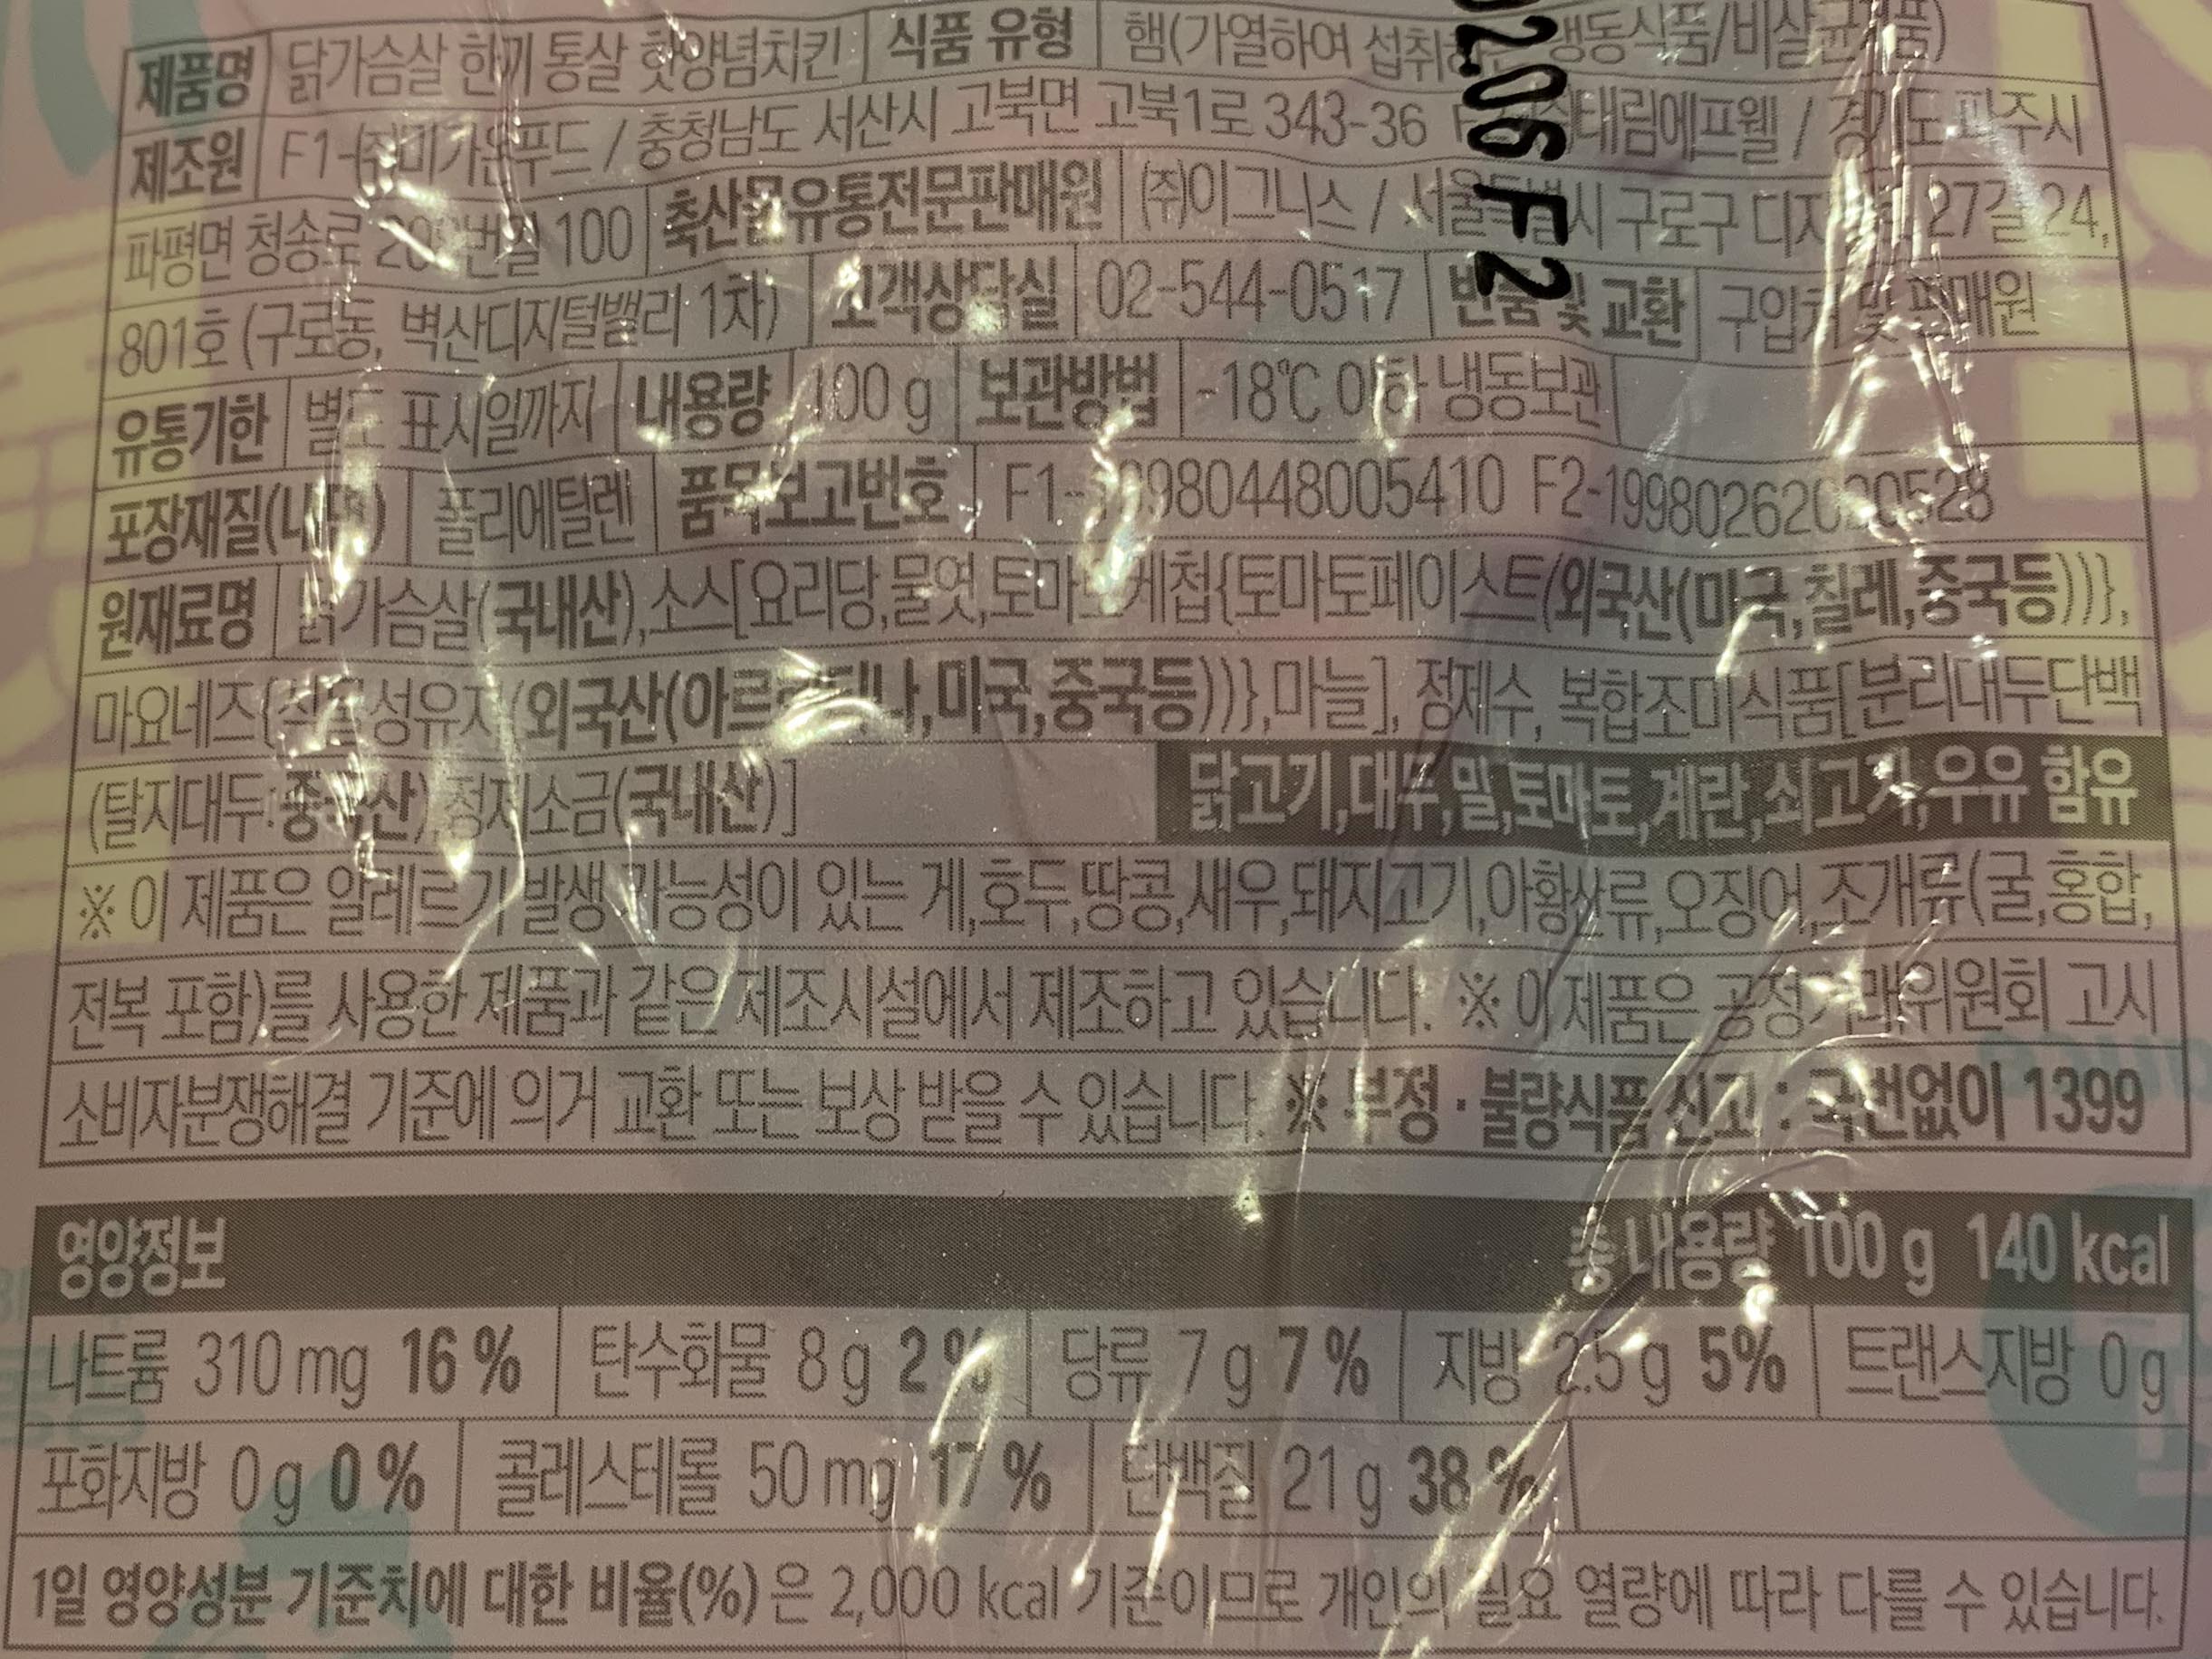 제품명 닭가슴살 한끼 통살 핫양념치킨 식품 유형 햄(가열하여 냉동식품/비살균제품)
제조원 F1-(주)미가온푸드 / 충청남도 서산시 고북면 고북1로 343-36 / 경기도 파주시
파평면 청송로 100 축산물유통전문판매원 (주)이그니스 / 서울특별시 구로구 27길 24,
801호 (구로동, 벽산디지털밸리 1차) 고객상담실 02-544-0517 반품 및 교환 구입처 및 판매원
유통기한 별도 표시일까지 내용량 100 g 보관방법 -18℃ 이하 냉동보관
포장재질(내면) 폴리에틸렌 품목보고번호
원재료명 닭가슴살(국내산),소스[요리당,물엿,토마토케첩{토마토페이스트(외국산(미국,칠레,중국등))},
마요네즈{식물성유지(외국산(아르헨티나,미국,중국등))},마늘], 정제수, 복합조미식품[분리대두단백
(탈지대두:중국산),정제소금(국내산)] 닭고기,대두,밀,토마토,계란,쇠고기,우유 함유
※ 이 제품은 알레르기 발생 가능성이 있는 게,호두,땅콩,새우,돼지고기,아황산류,오징어,조개류(굴,홍합,
전복 포함)를 사용한 제품과 같은 제조시설에서 제조하고 있습니다. ※ 이 제품은 공정거래위원회 고시
소비자분쟁해결 기준에 의거 교환 또는 보상 받을 수 있습니다. ※ 부정 · 불량식품 신고 : 국번없이 1399
영양정보 총 내용량 100 g 140 kcal
나트륨 310 mg 16 % 탄수화물 8 g 2 % 당류 7 g 7 % 지방 2.5 g 5% 트랜스지방 0 g
포화지방 0 g 0 % 콜레스테롤 50 mg 17 % 단백질 21 g 38 %
1일 영양성분 기준치에 대한 비율(%) 은 2,000 kcal 기준이므로 개인의 필요 열량에 따라 다를 수 있습니다.